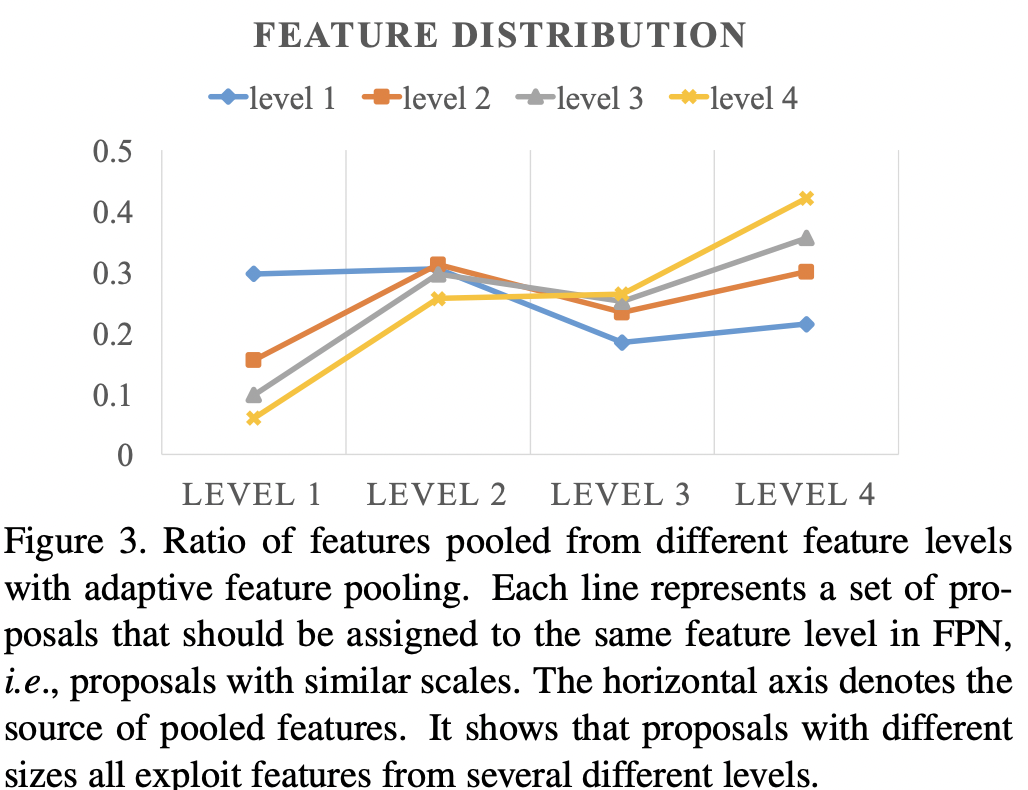 FEATURE DISTRIBUTION
level 1 level 2 level 3 level 4
0.5
0.4
0.3
0.2
0.1
0
LEVEL 1 LEVEL 2 LEVEL 3 LEVEL 4
Figure 3. Ratio of features pooled from different feature levels
with adaptive feature pooling. Each line represents a set of pro-
posals that should be assigned to the same feature level in FPN,
i.e., proposals with similar scales. The horizontal axis denotes the
source of pooled features. It shows that proposals with different
sizes all exploit features from several different levels.